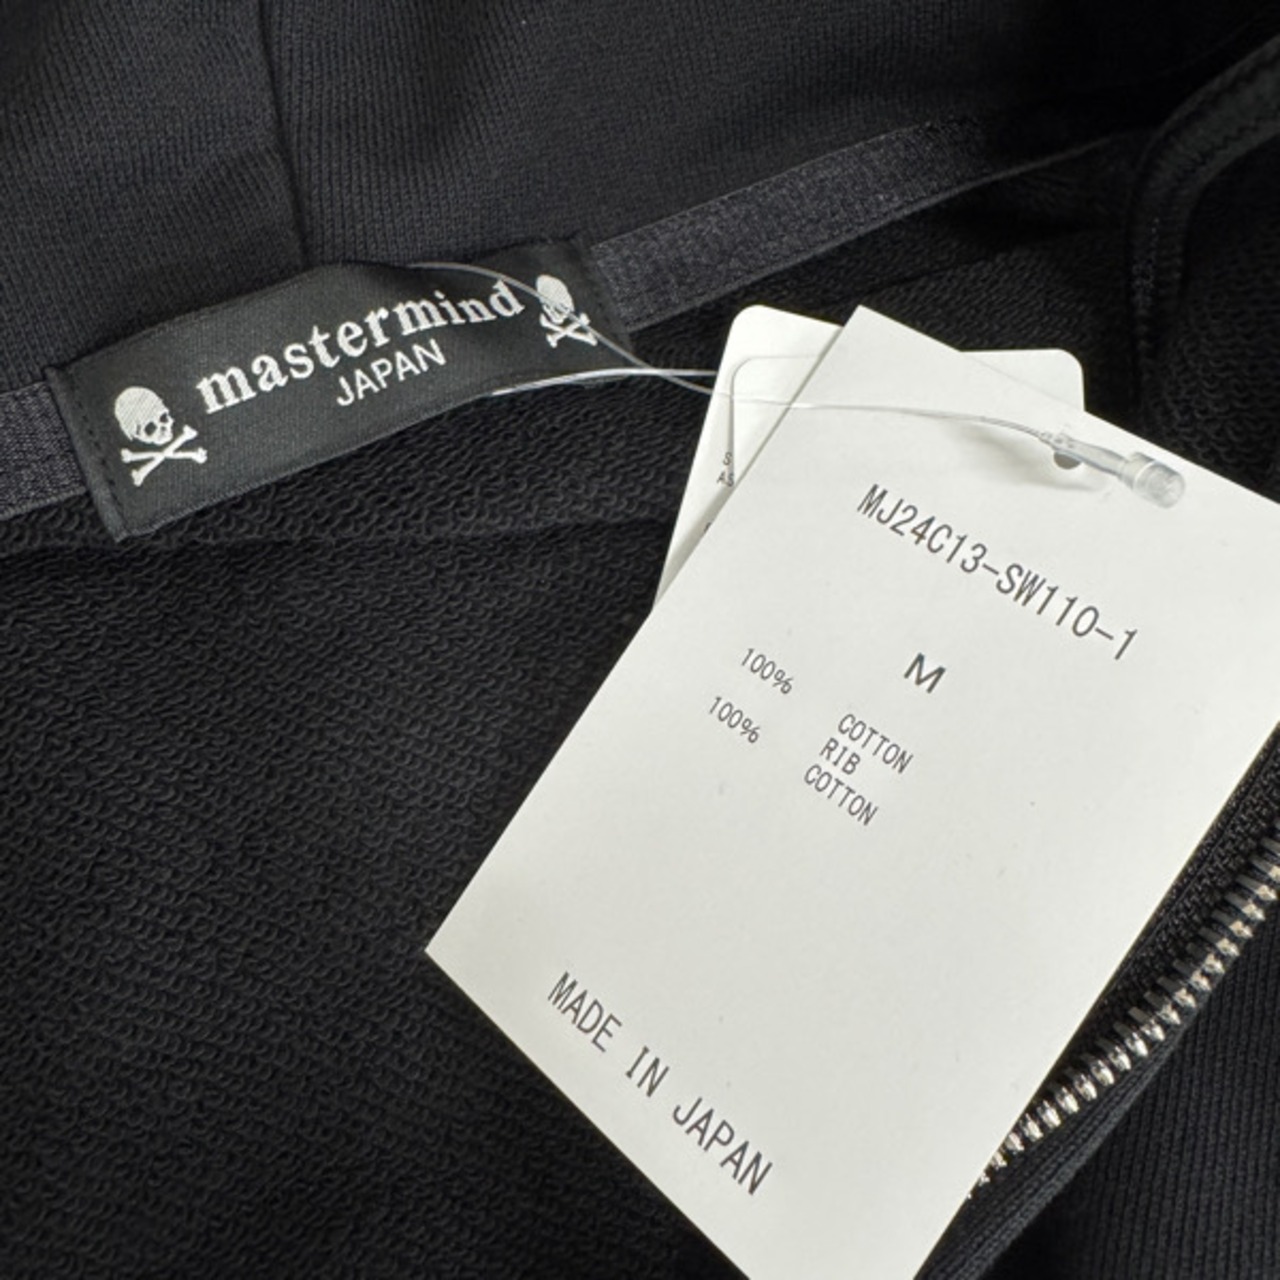 mastermind
JAPAN
MJ24C13-SW110-1
M
100% COTTON
RIB
100% COTTON
MADE IN JAPAN